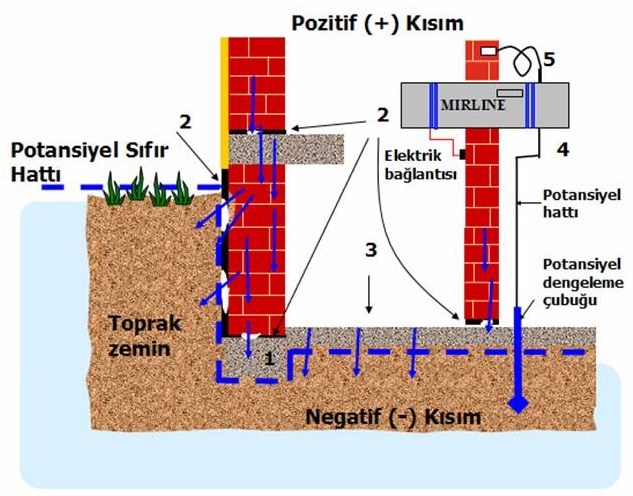 Pozitif (+) Kısım
5
2
2
MIRLINE
Potansiyel Sıfır
Hattı
Elektrik
bağlantısı
4
Potansiyel
hattı
3
Potansiyel
dengeleme
çubuğu
Toprak
zemin
1
Negatif (-) Kısım